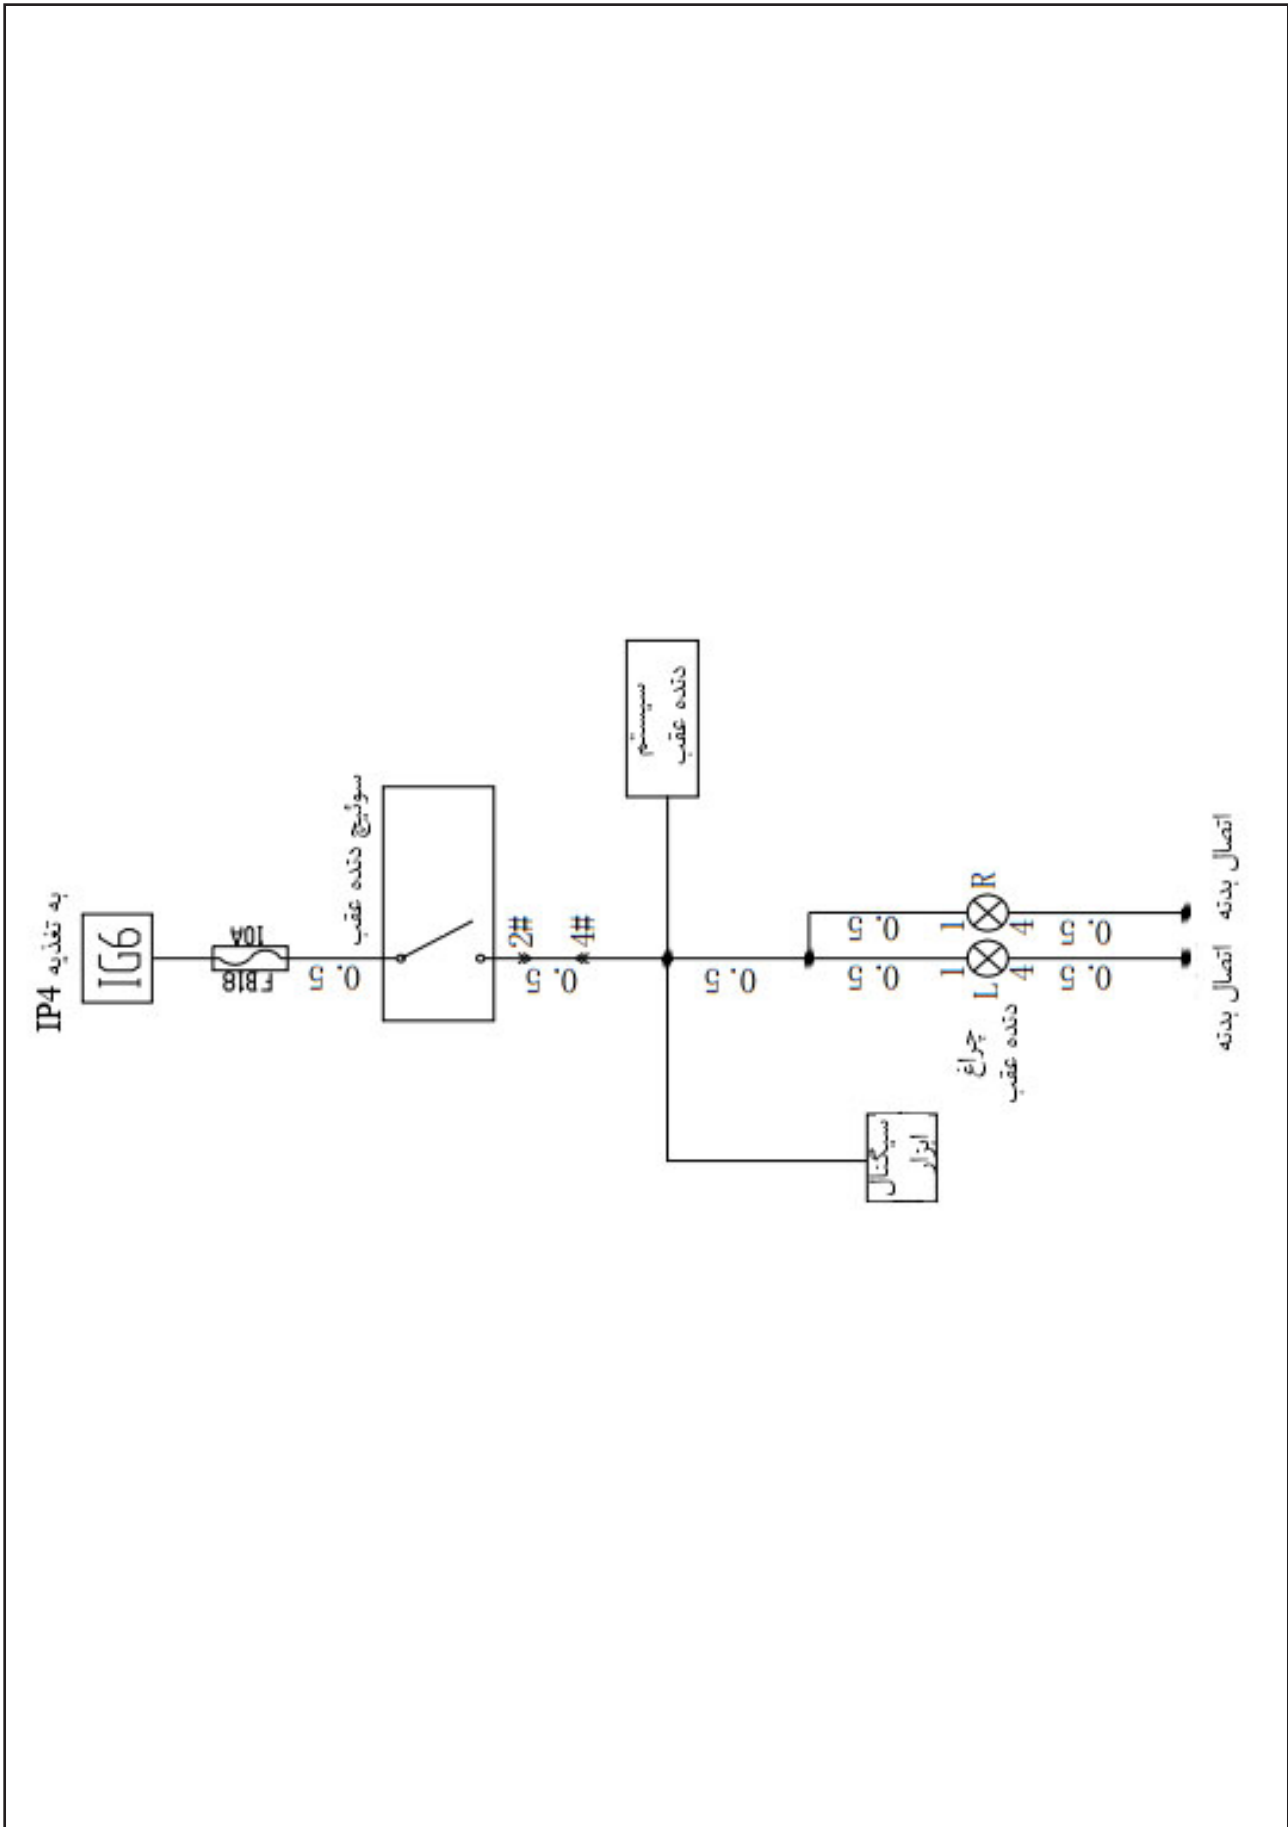 به تغذیه IP4
IG6
10A
FB18
0.5
سوئیچ دنده عقب
2#
0.5
4#
سیستم
دنده عقب
0.5
سیگنال
ابزار
0.5
0.5
1
R
4
1
L
4
چراغ
دنده عقب
0.5
0.5
اتصال بدنه
اتصال بدنه